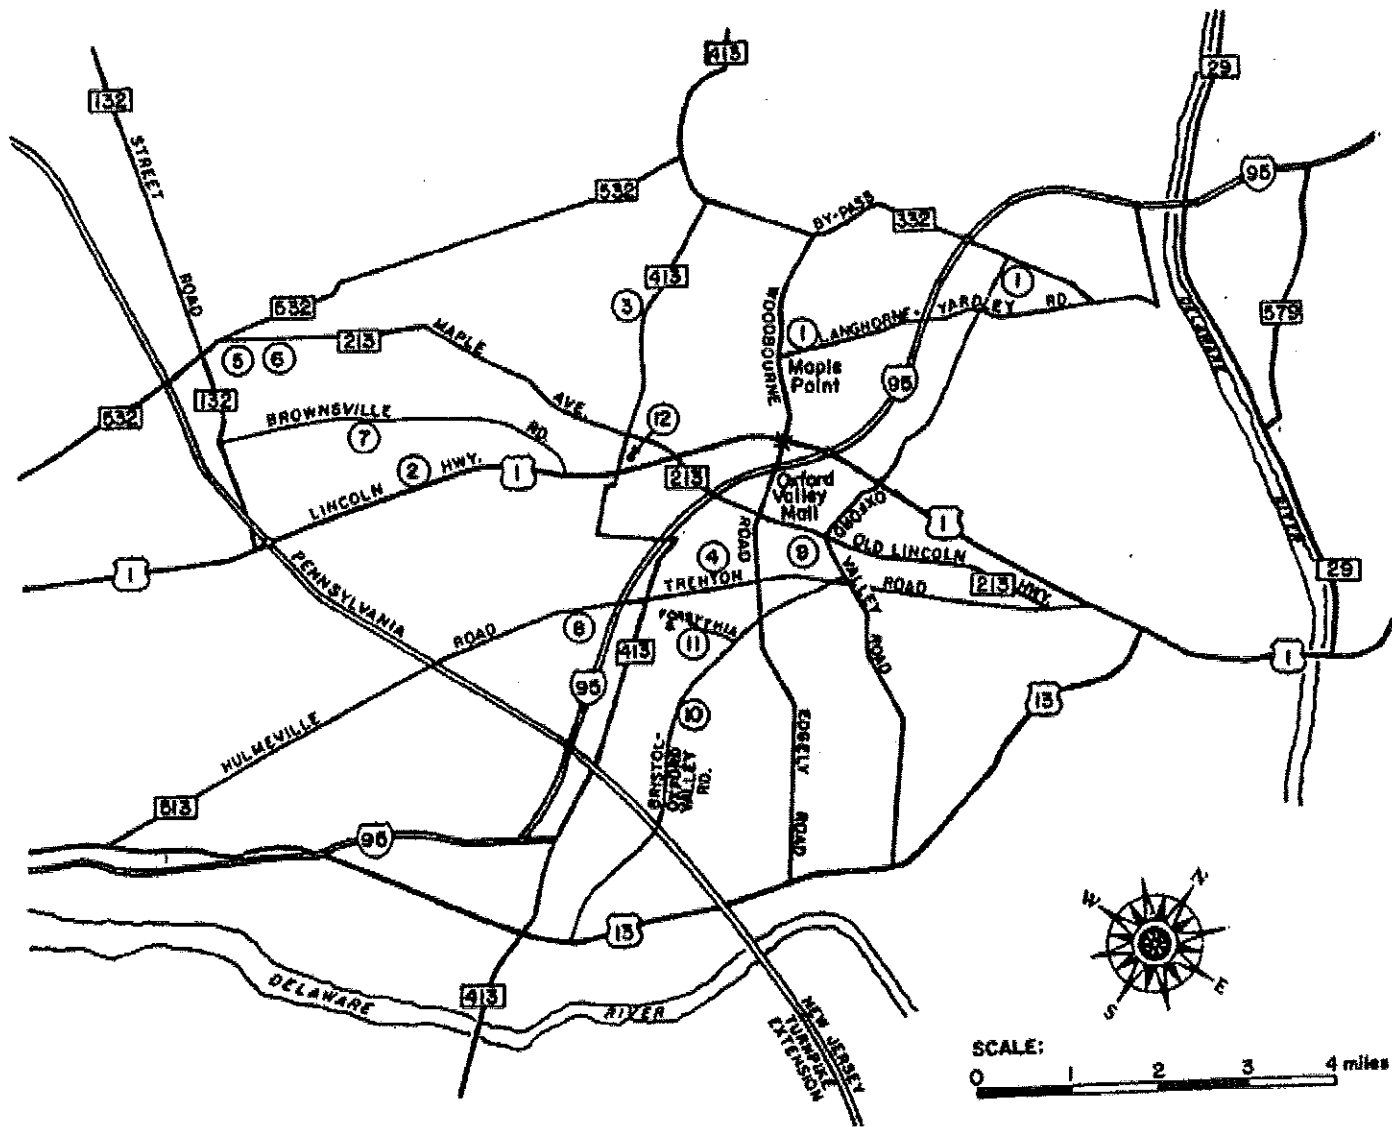 413
29
132
STREET
95
532
BY-PASS
332
ROAD
413
3
1
WOODBOURNE
LANGHORNE - YARDLEY RD.
532
DELAWARE
579
213
MAPLE
1
5
6
Maple
Point
95
132
AVE.
532
BROWNSVILLE
RD.
12
7
2
HWY.
1
213
Oxford
Valley
Mall
LINCOLN
OXFORD
RIVER
1
ROAD
4
9
OLD LINCOLN
1
PENNSYLVANIA
TRENTON
VALLEY
ROAD
213
HWY.
29
8
ROAD
FORSYTHIA
11
413
ROAD
1
95
13
10
HULMEVILLE
EDGELY
BRISTOL-
OXFORD
VALLEY
RD.
513
95
ROAD
13
N
W
E
S
DELAWARE
413
RIVER
NEW JERSEY
TURNPIKE
EXTENSION
SCALE:
0 1 2 3 4 miles